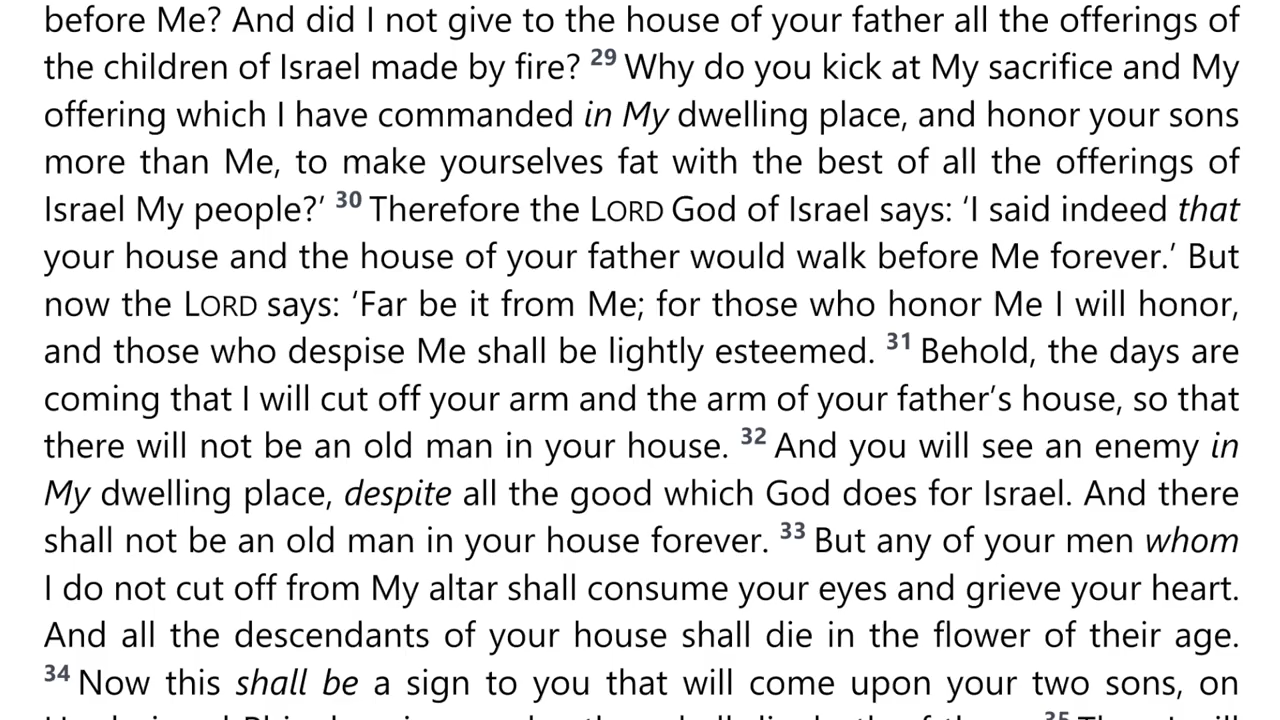 before Me? And did I not give to the house of your father all the offerings of
the children of Israel made by fire? 29 Why do you kick at My sacrifice and My
offering which I have commanded in My dwelling place, and honor your sons
more than Me, to make yourselves fat with the best of all the offerings of
Israel My people?’ 30 Therefore the LORD God of Israel says: ‘I said indeed that
your house and the house of your father would walk before Me forever.’ But
now the LORD says: ‘Far be it from Me; for those who honor Me I will honor,
and those who despise Me shall be lightly esteemed. 31 Behold, the days are
coming that I will cut off your arm and the arm of your father’s house, so that
there will not be an old man in your house. 32 And you will see an enemy in
My dwelling place, despite all the good which God does for Israel. And there
shall not be an old man in your house forever. 33 But any of your men whom
I do not cut off from My altar shall consume your eyes and grieve your heart.
And all the descendants of your house shall die in the flower of their age.
34 Now this shall be a sign to you that will come upon your two sons, on